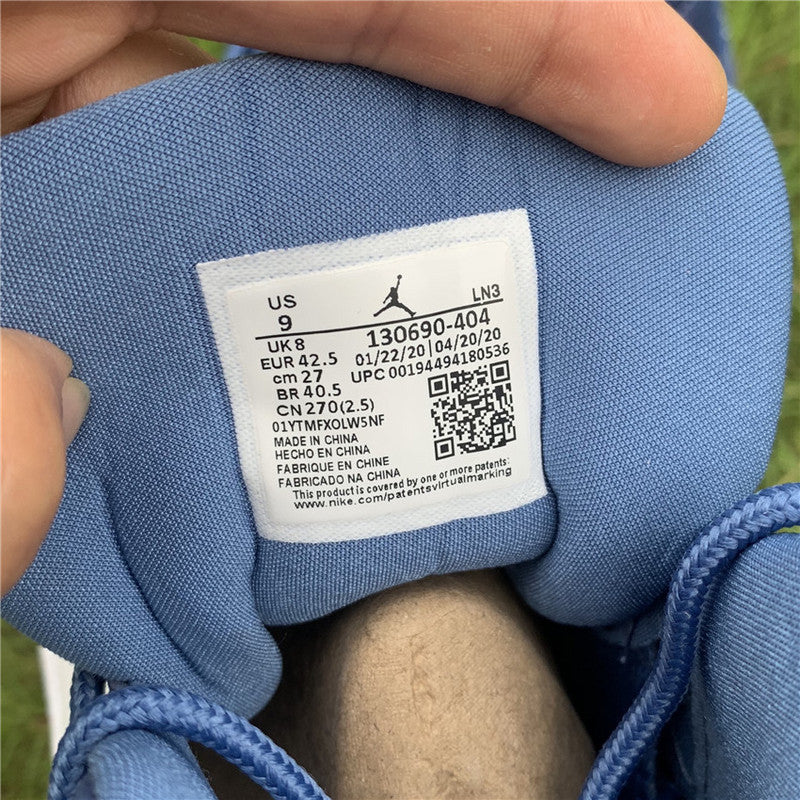 US
9
LN3
UK 8
130690-404
EUR 42.5
01/22/20 | 04/20/20
cm 27
UPC 00194494180536
BR 40.5
CN 270(2.5)
01YTMFXOLW5NF
MADE IN CHINA
HECHO EN CHINA
FABRIQUE EN CHINE
FABRICADO NA CHINA
This product is covered by one or more patents:
www.nike.com/patentsvirtualmarking